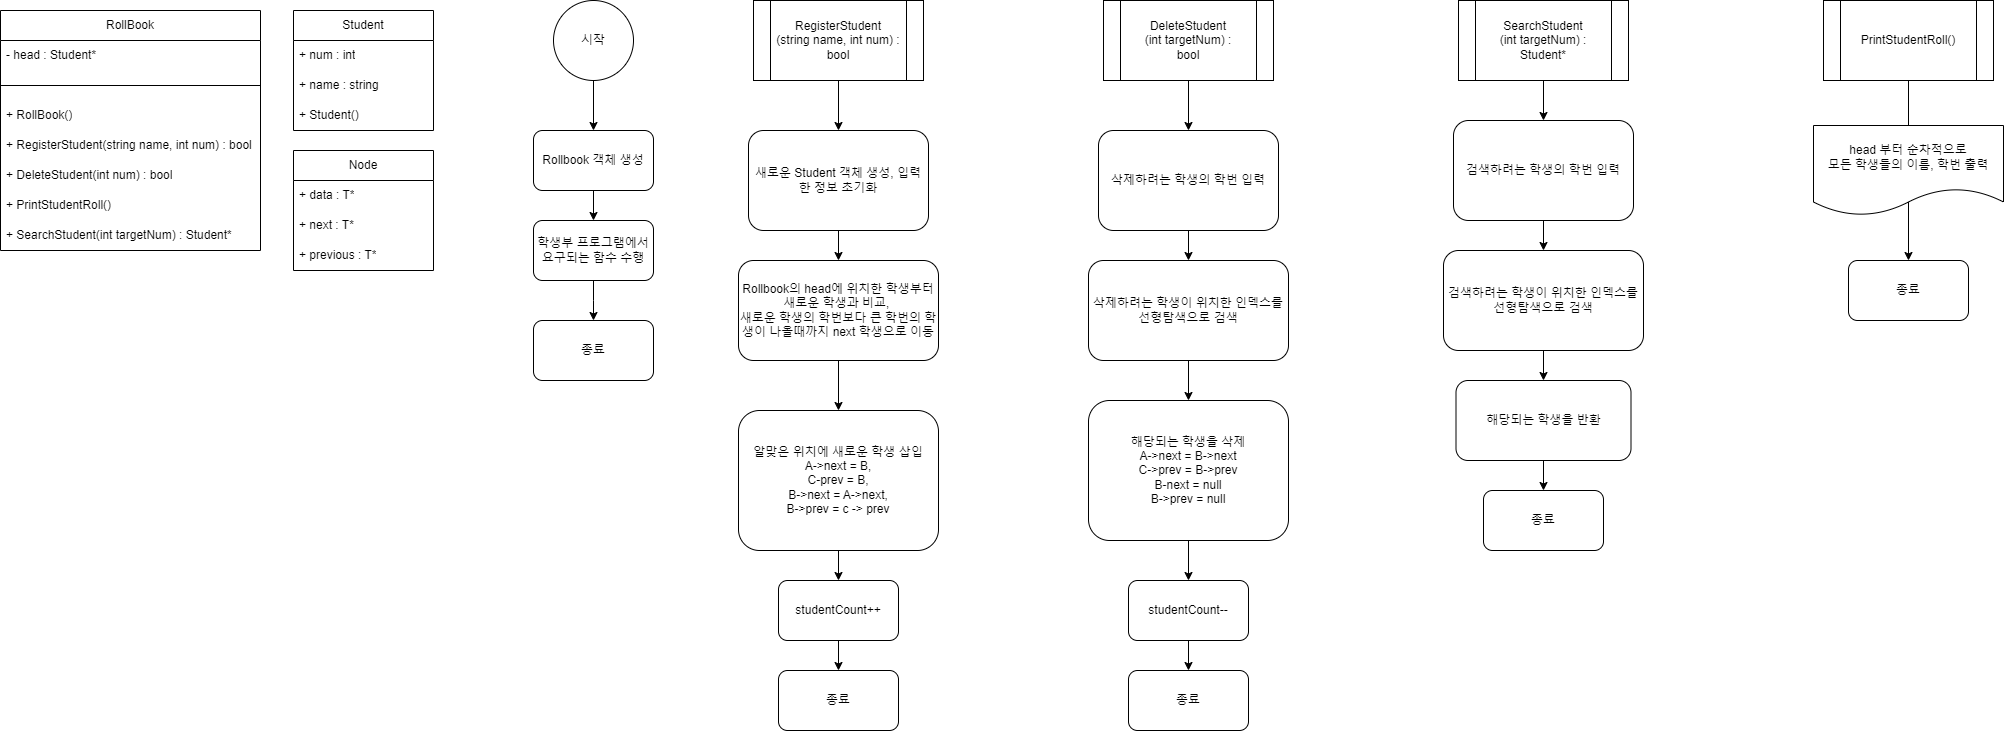 RollBook
- head : Student*
+ RollBook()
+ RegisterStudent(string name, int num) : bool
+ DeleteStudent(int num) : bool
+ PrintStudentRoll()
+ SearchStudent(int targetNum) : Student*
Student
+ num : int
+ name : string
+ Student()
Node
+ data : T*
+ next : T*
+ previous : T*
시작
Rollbook 객체 생성
학생부 프로그램에서
요구되는 함수 수행
종료
RegisterStudent
(string name, int num) :
bool
새로운 Student 객체 생성, 입력
한 정보 초기화
Rollbook의 head에 위치한 학생부터
새로운 학생과 비교,
새로운 학생의 학번보다 큰 학번의 학
생이 나올때까지 next 학생으로 이동
알맞은 위치에 새로운 학생 삽입
A->next = B,
C-prev = B,
B->next = A->next,
B->prev = c -> prev
studentCount++
종료
DeleteStudent
(int targetNum) :
bool
삭제하려는 학생의 학번 입력
삭제하려는 학생이 위치한 인덱스를
선형탐색으로 검색
해당되는 학생을 삭제
A->next = B->next
C->prev = B->prev
B-next = null
B->prev = null
studentCount--
종료
SearchStudent
(int targetNum) :
Student*
검색하려는 학생의 학번 입력
검색하려는 학생이 위치한 인덱스를
선형탐색으로 검색
해당되는 학생을 반환
종료
PrintStudentRoll()
head 부터 순차적으로
모든 학생들의 이름, 학번 출력
종료